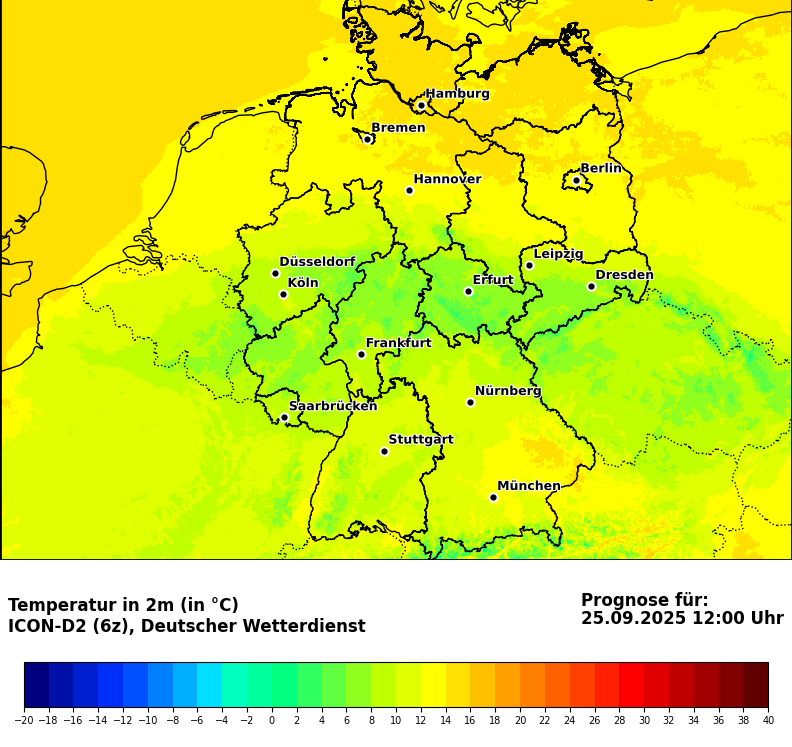 Hamburg
Bremen
Berlin
Hannover
Leipzig
Düsseldorf
Dresden
Köln
Erfurt
Frankfurt
Nürnberg
Saarbrücken
Stuttgart
München
Temperatur in 2m (in °C)
ICON-D2 (6z), Deutscher Wetterdienst
Prognose für:
25.09.2025 12:00 Uhr
−20 −18 −16 −14 −12 −10 −8 −6 −4 −2 0 2 4 6 8 10 12 14 16 18 20 22 24 26 28 30 32 34 36 38 40